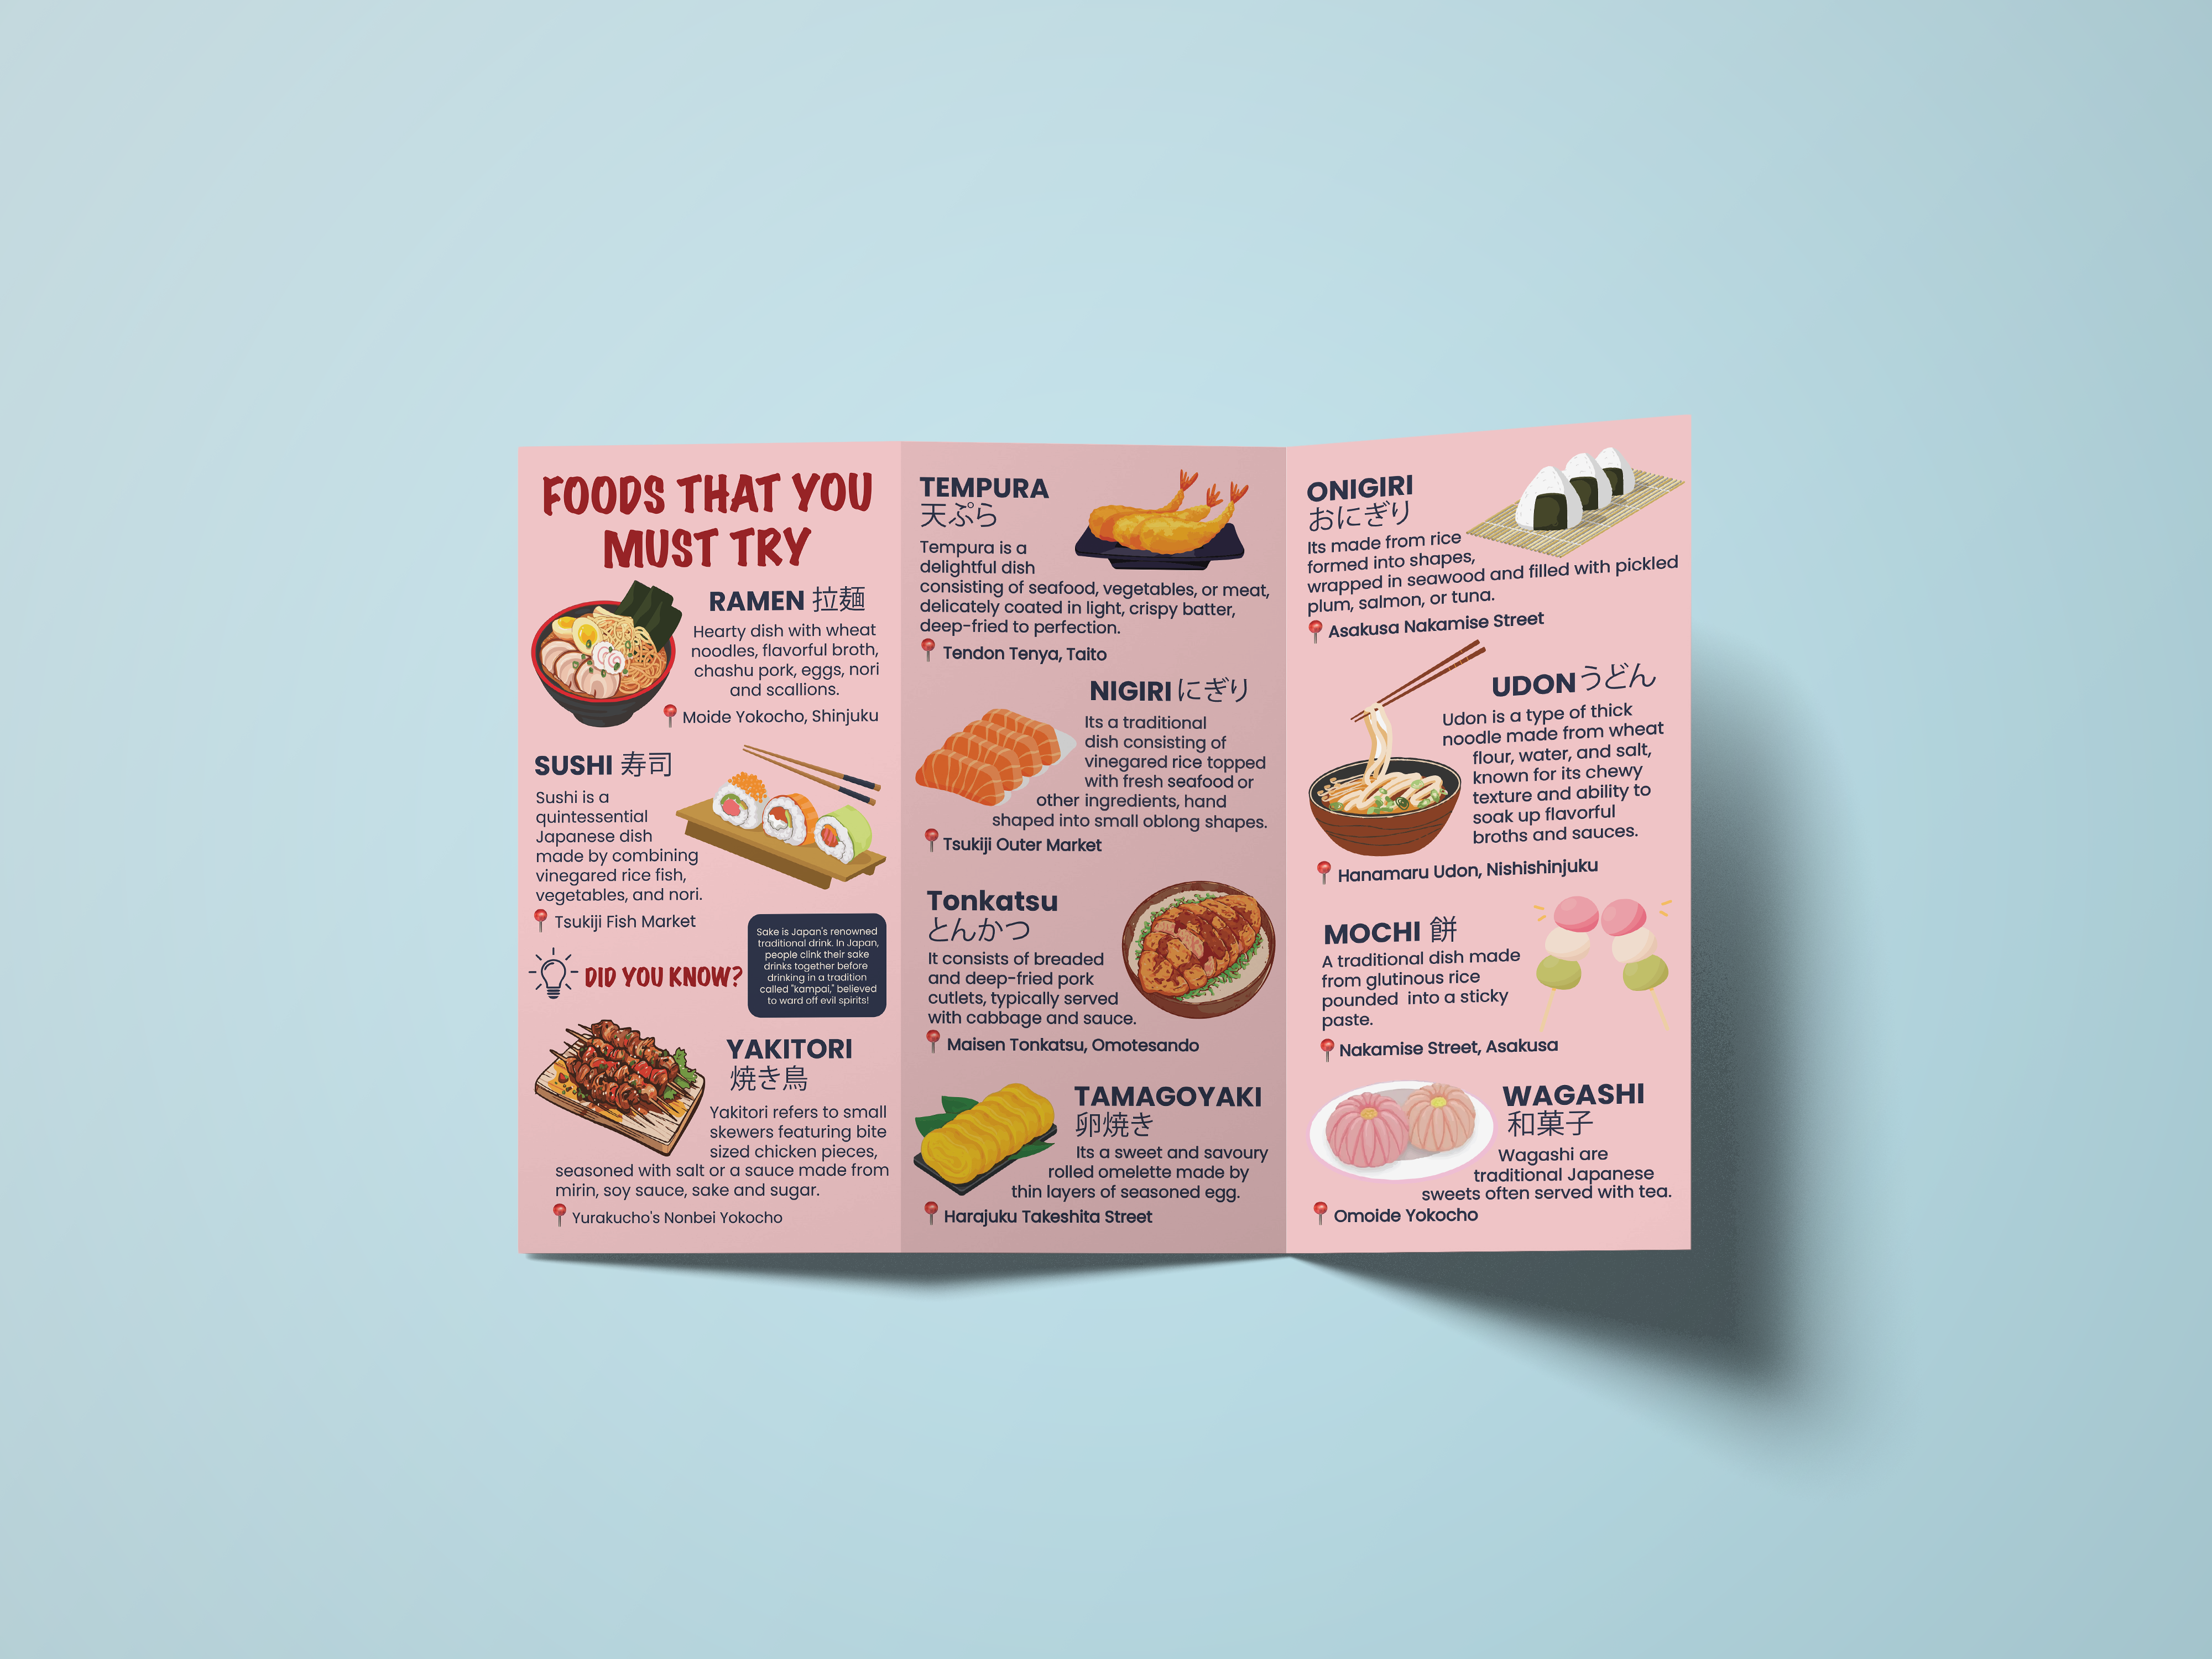 FOODS THAT YOU
MUST TRY
RAMEN 拉麺
Hearty dish with wheat
noodles, flavorful broth,
chashu pork, eggs, nori
and scallions.
Moide Yokocho, Shinjuku
SUSHI 寿司
Sushi is a
quintessential
Japanese dish
made by combining
vinegared rice fish,
vegetables, and nori.
Tsukiji Fish Market
DID YOU KNOW?
Sake is Japan's renowned
traditional drink. In Japan,
people clink their sake
drinks together before
drinking in a tradition
called "kampai," believed
to ward off evil spirits!
YAKITORI
焼き鳥
Yakitori refers to small
skewers featuring bite
sized chicken pieces,
seasoned with salt or a sauce made from
mirin, soy sauce, sake and sugar.
Yurakucho's Nonbei Yokocho
TEMPURA
天ぷら
Tempura is a
delightful dish
consisting of seafood, vegetables, or meat,
delicately coated in light, crispy batter,
deep-fried to perfection.
Tendon Tenya, Taito
NIGIRI にぎり
Its a traditional
dish consisting of
vinegared rice topped
with fresh seafood or
other ingredients, hand
shaped into small oblong shapes.
Tsukiji Outer Market
Tonkatsu
とんかつ
It consists of breaded
and deep-fried pork
cutlets, typically served
with cabbage and sauce.
Maisen Tonkatsu, Omotesando
TAMAGOYAKI
卵焼き
Its a sweet and savoury
rolled omelette made by
thin layers of seasoned egg.
Harajuku Takeshita Street
ONIGIRI
おにぎり
Its made from rice
formed into shapes,
wrapped in seawood and filled with pickled
plum, salmon, or tuna.
Asakusa Nakamise Street
UDON うどん
Udon is a type of thick
noodle made from wheat
flour, water, and salt,
known for its chewy
texture and ability to
soak up flavorful
broths and sauces.
Hanamaru Udon, Nishishinjuku
MOCHI 餅
A traditional dish made
from glutinous rice
pounded  into a sticky
paste.
Nakamise Street, Asakusa
WAGASHI
和菓子
Wagashi are
traditional Japanese
sweets often served with tea.
Omoide Yokocho